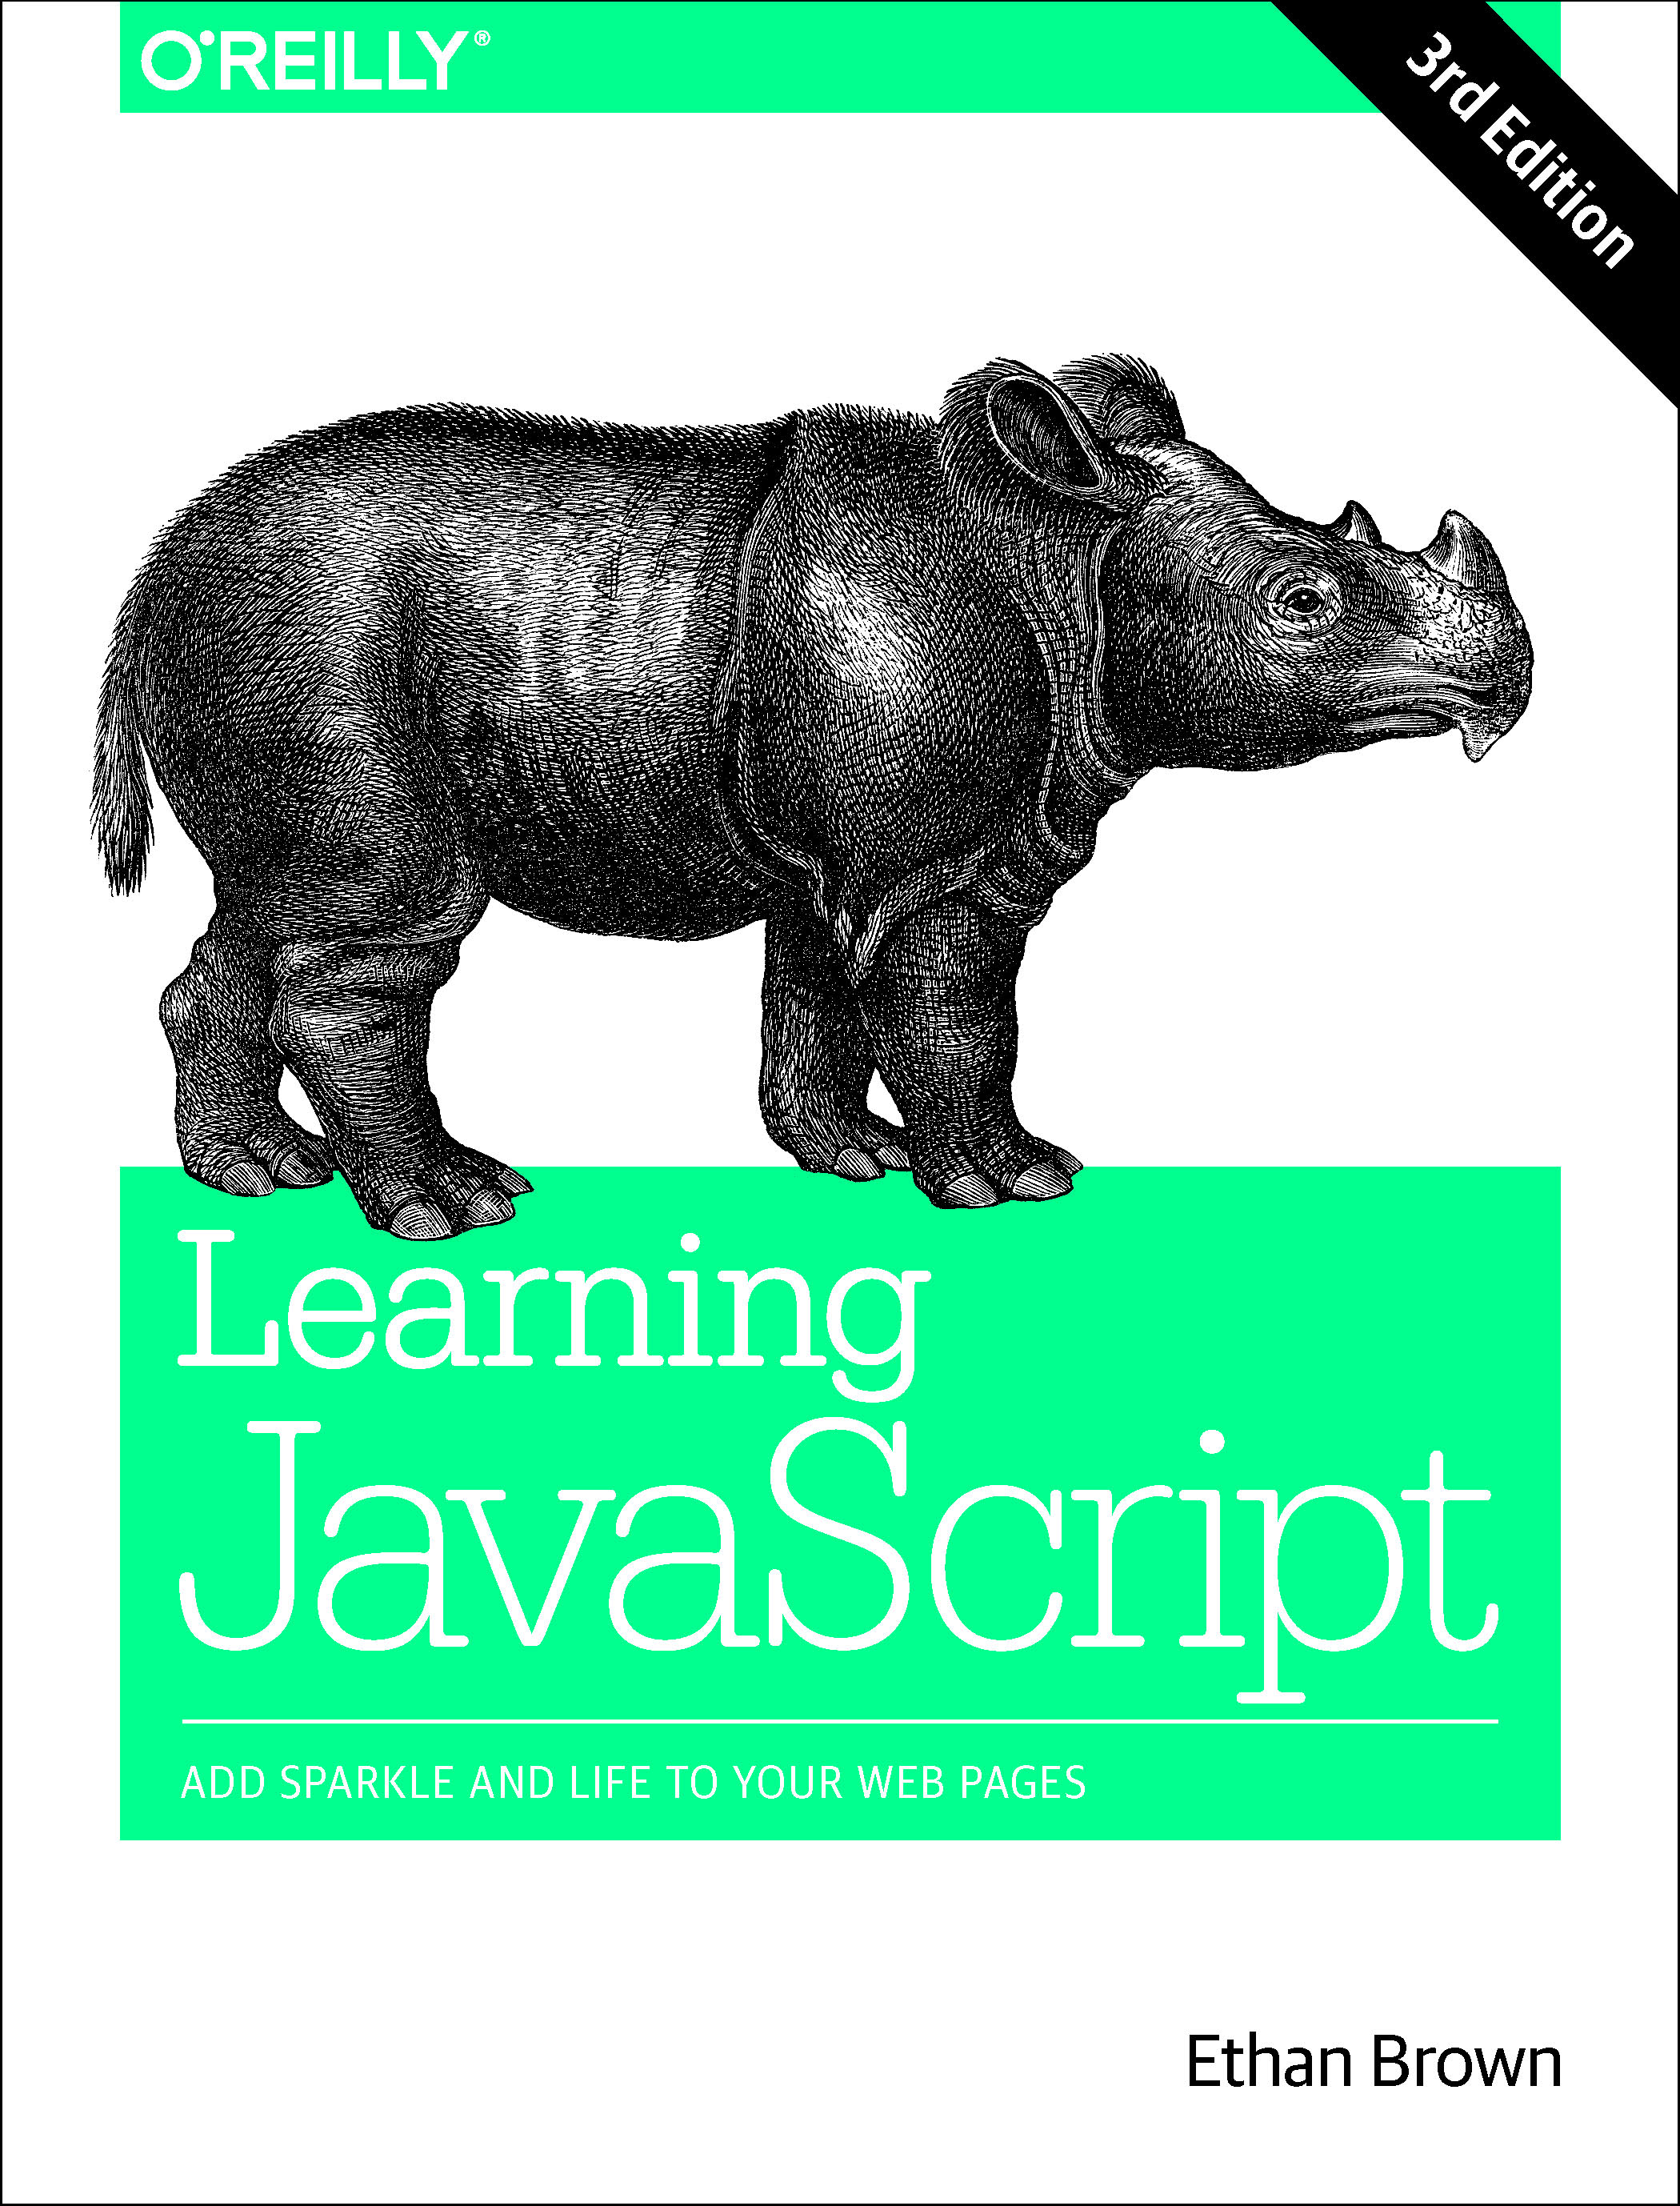 O'REILLY®
3rd Edition
Learning
JavaScript
ADD SPARKLE AND LIFE TO YOUR WEB PAGES
Ethan Brown